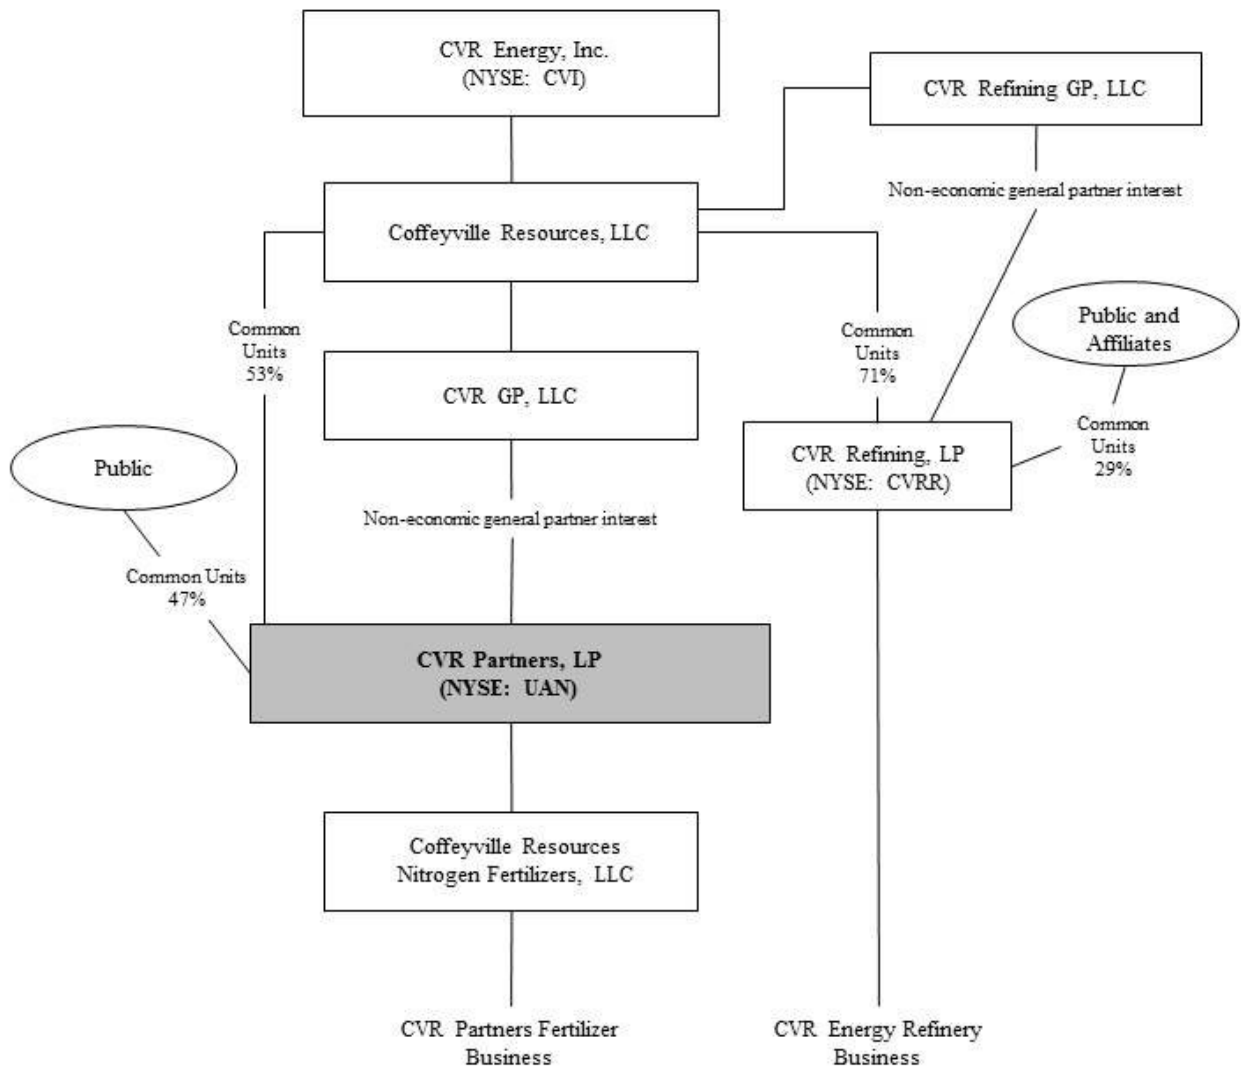 CVR Energy, Inc.
(NYSE: CVI)
CVR Refining GP, LLC
Non-economic general partner interest
Coffeyville Resources, LLC
Public and
Affiliates
Common
Units
53%
Common
Units
71%
CVR GP, LLC
Common
Units
29%
Public
CVR Refining, LP
(NYSE: CVRR)
Non-economic general partner interest
Common Units
47%
CVR Partners, LP
(NYSE: UAN)
Coffeyville Resources
Nitrogen Fertilizers, LLC
CVR Partners Fertilizer
Business
CVR Energy Refinery
Business